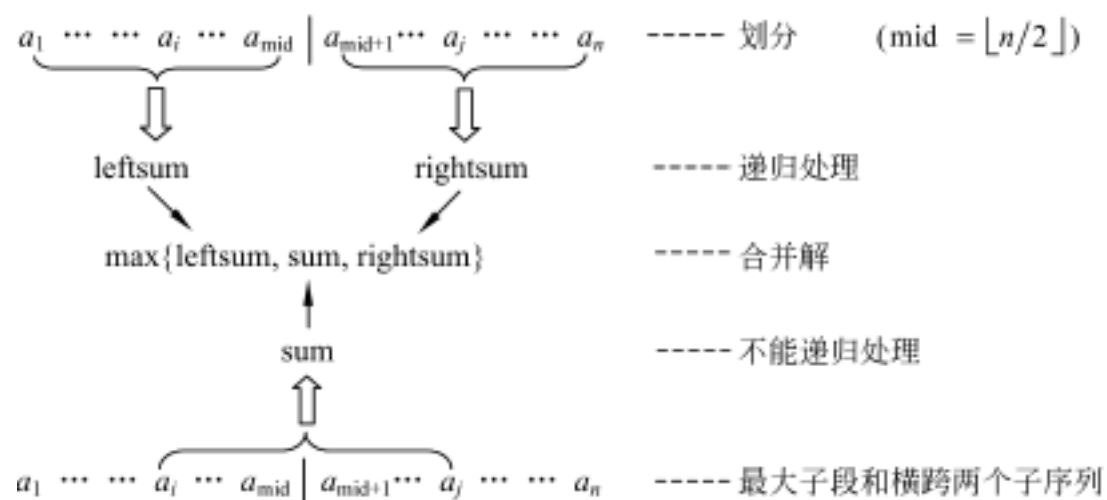 a1 … … ai … amid | amid+1… aj … … an ----- 划分 (mid = ⌊n/2⌋)
leftsum rightsum ----- 递归处理
max{leftsum, sum, rightsum} ----- 合并解
sum ----- 不能递归处理
a1 … … ai … amid | amid+1… aj … … an ----- 最大子段和横跨两个子序列